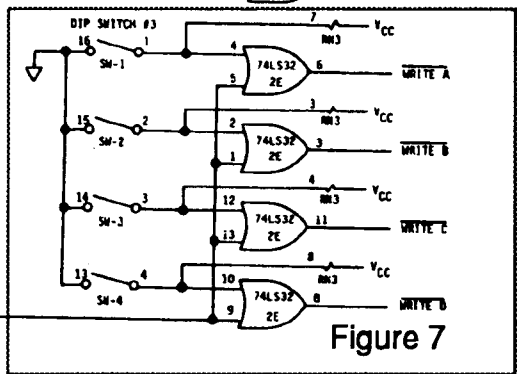 DIP SWITCH #3
16 1 7 RN3 VCC
SW-1
4 5 74LS32 2E 6 WRITE A
15 2 3 RN3 VCC
SW-2
2 1 74LS32 2E 3 WRITE B
14 3 4 RN3 VCC
SW-3
12 13 74LS32 2E 11 WRITE C
13 4 8 RN3 VCC
SW-4
10 9 74LS32 2E 8 WRITE D
Figure 7